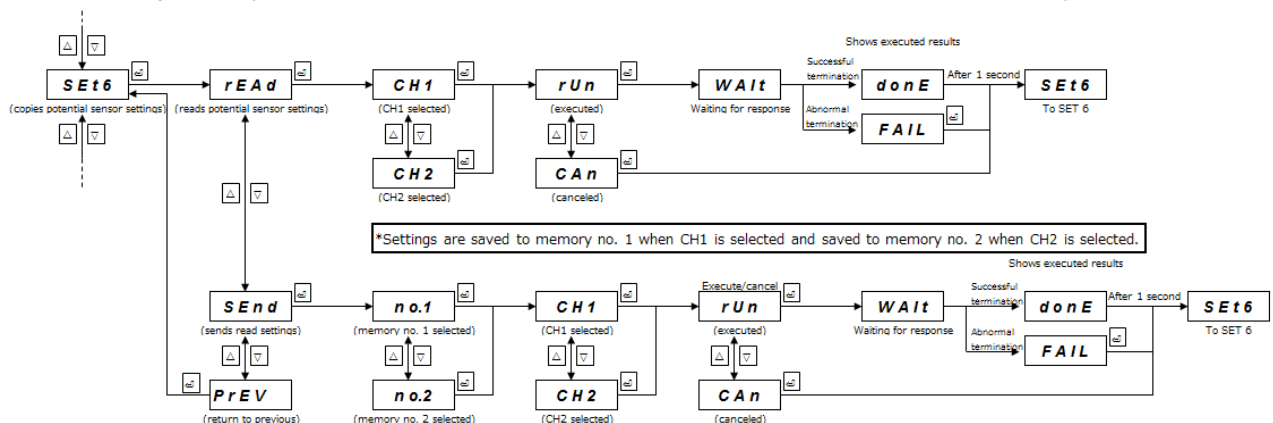 Shows executed results
△ ▽
SEt6
rEAd
CH1
rUn
WAIt
Successful
termination
donE
After 1 second
SEt6
(copies potential sensor settings)
(reads potential sensor settings)
(CH1 selected)
(executed)
Waiting for response
Abnormal
termination
FAIL
To SET 6
△ ▽
△ ▽
△ ▽
CH2
CAn
(CH2 selected)
(canceled)
△ ▽
*Settings are saved to memory no. 1 when CH1 is selected and saved to memory no. 2 when CH2 is selected.
Shows executed results
SEnd
no.1
CH1
Execute/cancel
rUn
WAIt
Successful
termination
donE
After 1 second
SEt6
(sends read settings)
(memory no. 1 selected)
(CH1 selected)
(executed)
Waiting for response
Abnormal
termination
FAIL
To SET 6
△ ▽
△ ▽
△ ▽
△ ▽
PrEV
no.2
CH2
CAn
(return to previous)
(memory no. 2 selected)
(CH2 selected)
(canceled)